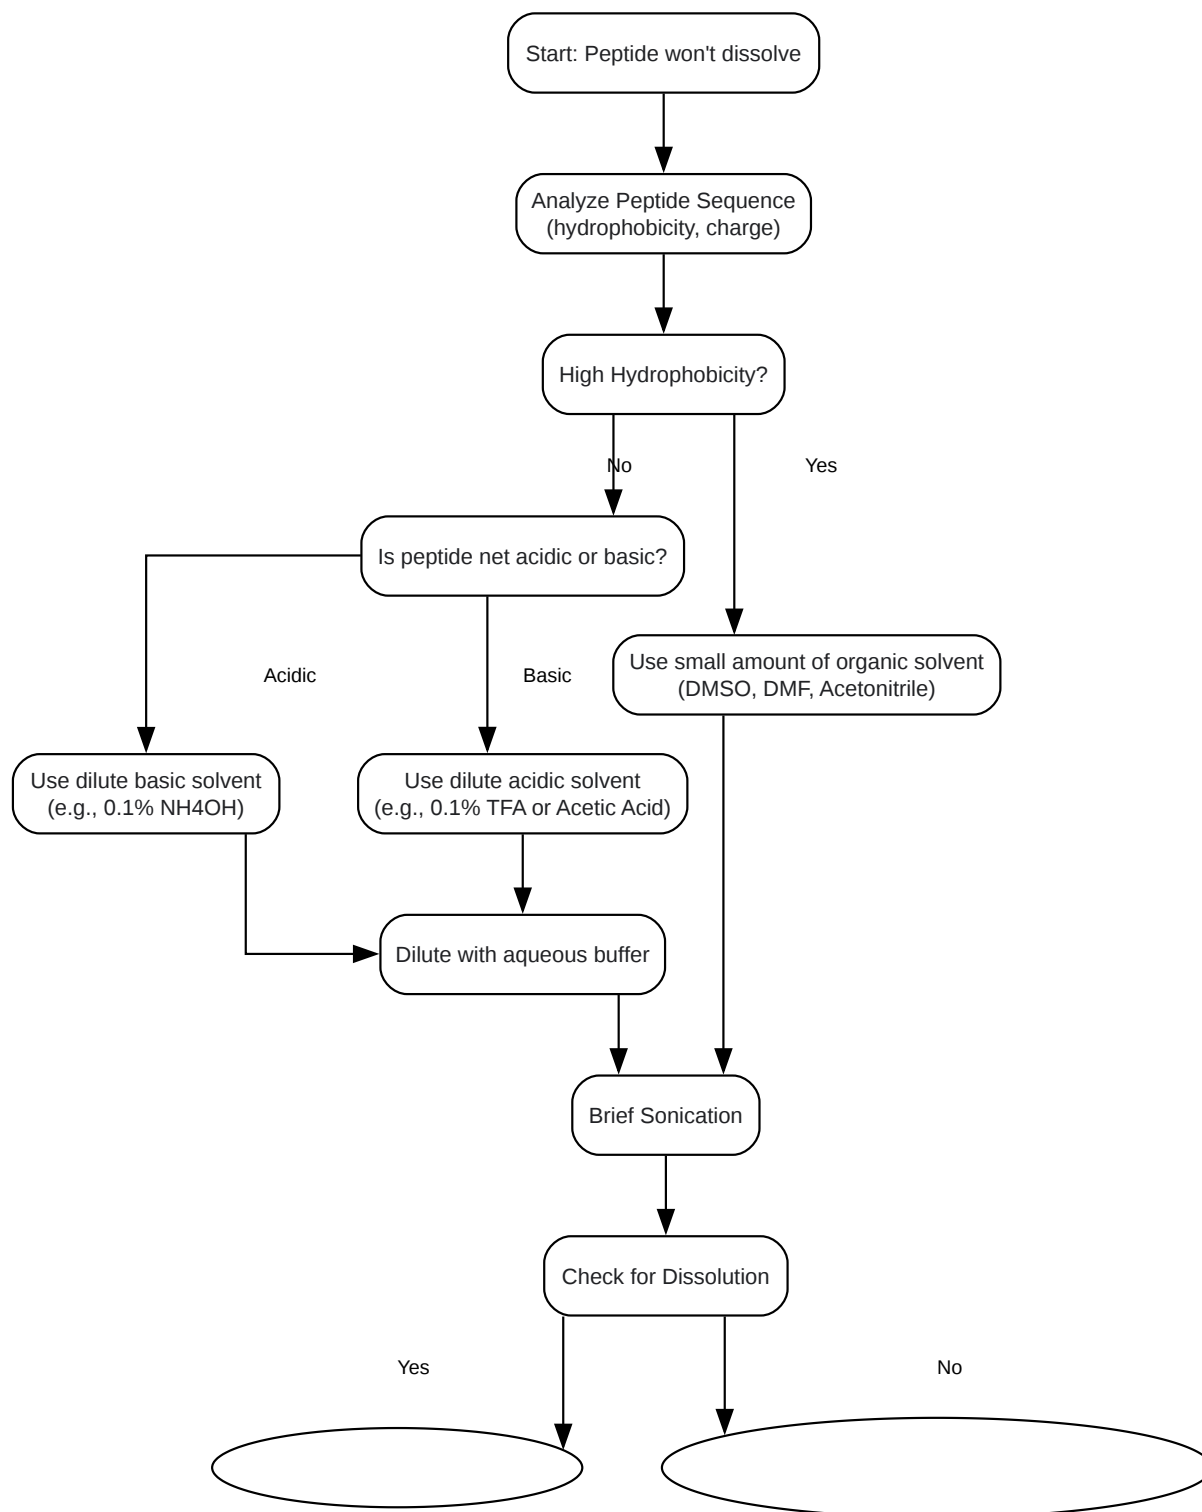 Start: Peptide won't dissolve
Analyze Peptide Sequence
(hydrophobicity, charge)
High Hydrophobicity?
No
Yes
Is peptide net acidic or basic?
Use small amount of organic solvent
(DMSO, DMF, Acetonitrile)
Acidic
Basic
Use dilute basic solvent
(e.g., 0.1% NH4OH)
Use dilute acidic solvent
(e.g., 0.1% TFA or Acetic Acid)
Dilute with aqueous buffer
Brief Sonication
Check for Dissolution
Yes
No